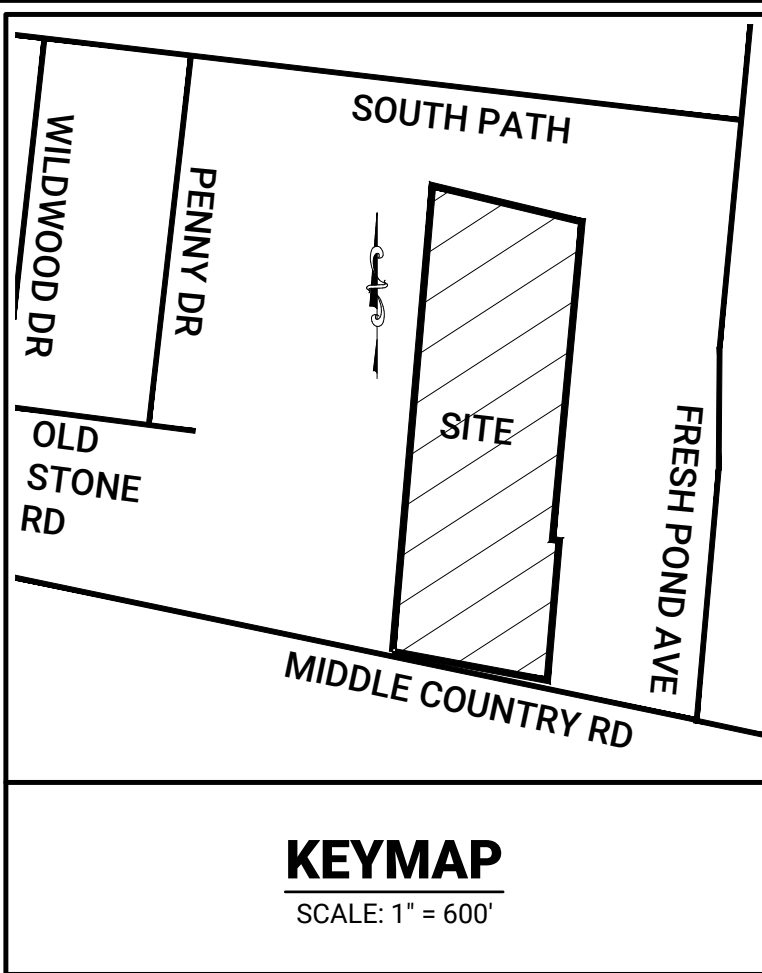 SOUTH PATH
WILDWOOD DR
PENNY DR
SITE
FRESH POND AVE
OLD
STONE
RD
MIDDLE COUNTRY RD
KEYMAP
SCALE: 1" = 600'